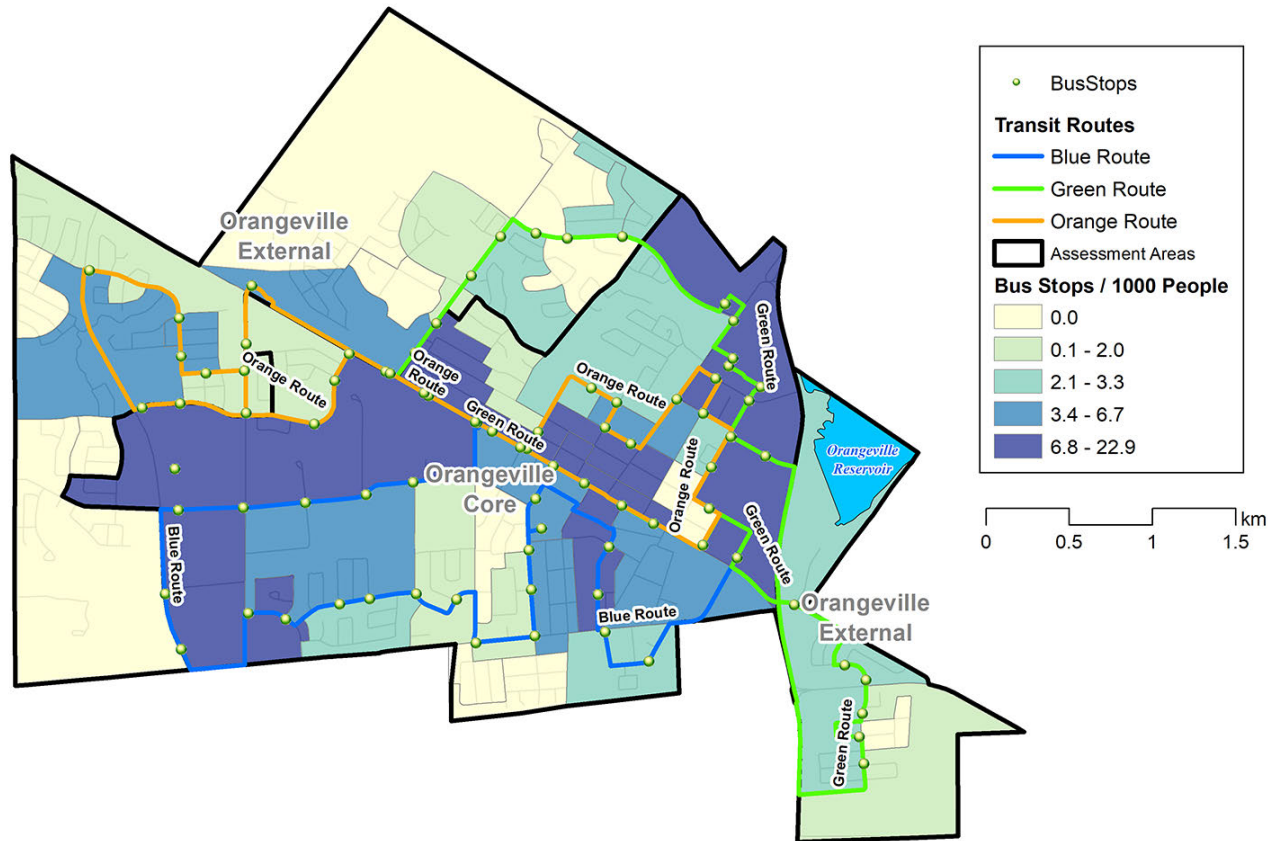 BusStops
Transit Routes
Blue Route
Green Route
Orange Route
Assessment Areas
Bus Stops / 1000 People
0.0
0.1 - 2.0
2.1 - 3.3
3.4 - 6.7
6.8 - 22.9
0
0.5
1
1.5
km
Orangeville
External
Orange Route
Orange
Route
Green Route
Orange Route
Green Route
Orangeville
Reservoir
Orangeville
Core
Orange Route
Green Route
Blue Route
Blue Route
Orangeville
External
Green Route